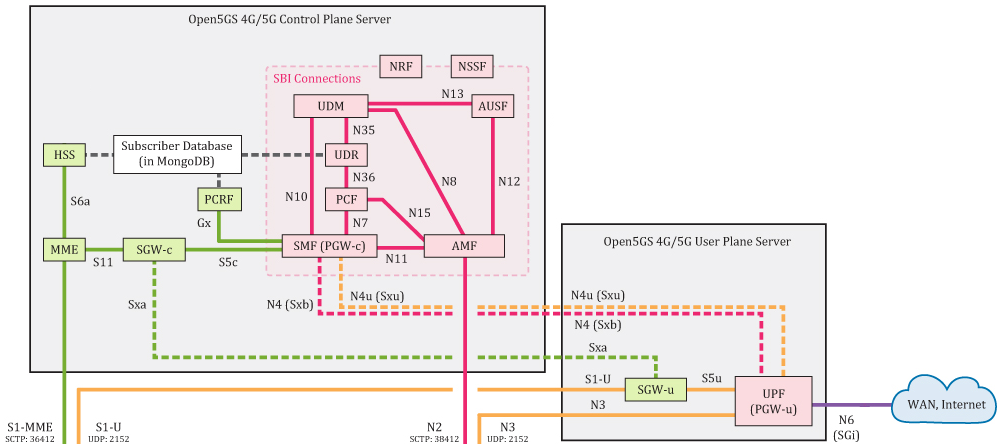 Open5GS 4G/5G Control Plane Server
NRF
NSSF
SBI Connections
UDM
N13
AUSF
N35
HSS
Subscriber Database
(in MongoDB)
UDR
N36
N8
N12
S6a
PCRF
N10
PCF
N15
Gx
N7
MME
S11
SGW-c
S5c
SMF (PGW-c)
N11
AMF
Open5GS 4G/5G User Plane Server
Sxa
N4 (Sxb)
N4u (Sxu)
N4u (Sxu)
N4 (Sxb)
Sxa
S1-U
SGW-u
S5u
N3
UPF
(PGW-u)
WAN, Internet
N6
(SGi)
S1-MME
SCTP: 36412
S1-U
UDP: 2152
N2
SCTP: 38412
N3
UDP: 2152